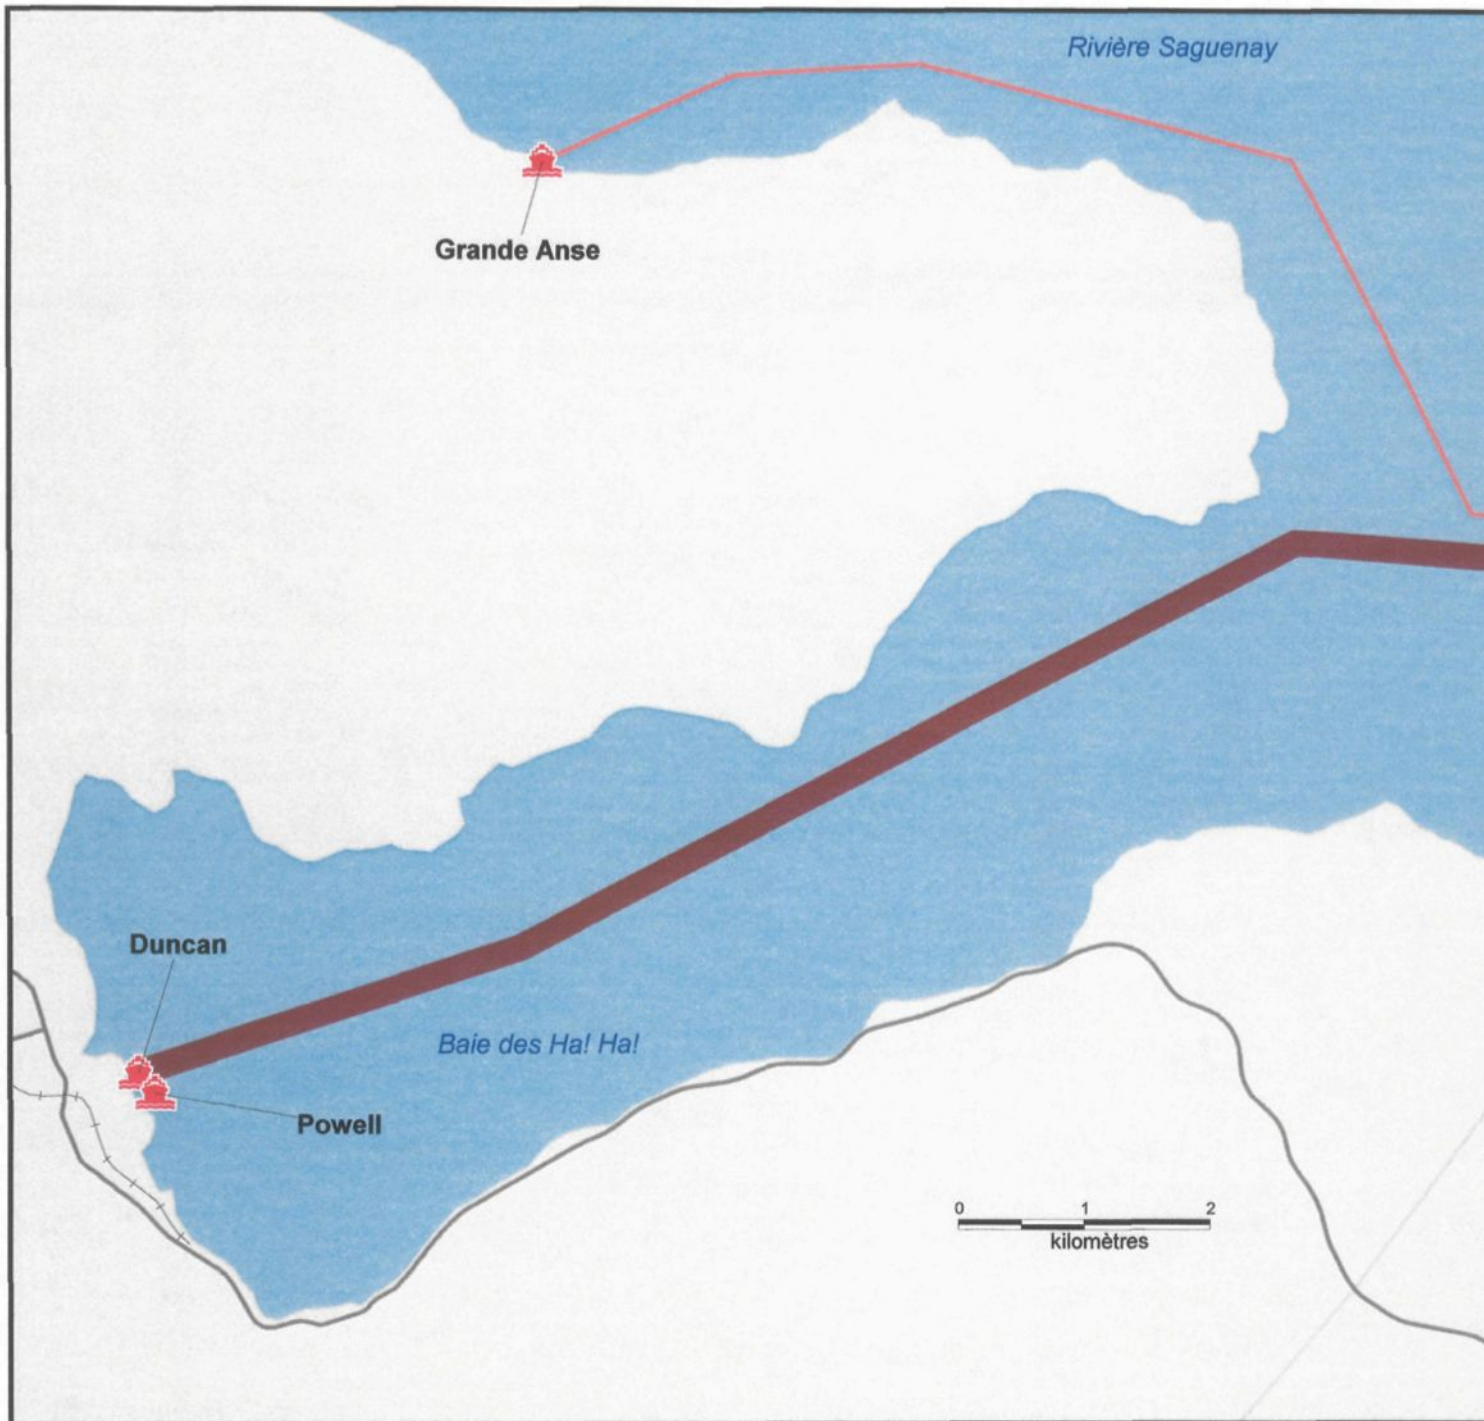 Rivière Saguenay
Grande Anse
Duncan
Baie des Ha! Ha!
Powell
0 1 2
kilomètres